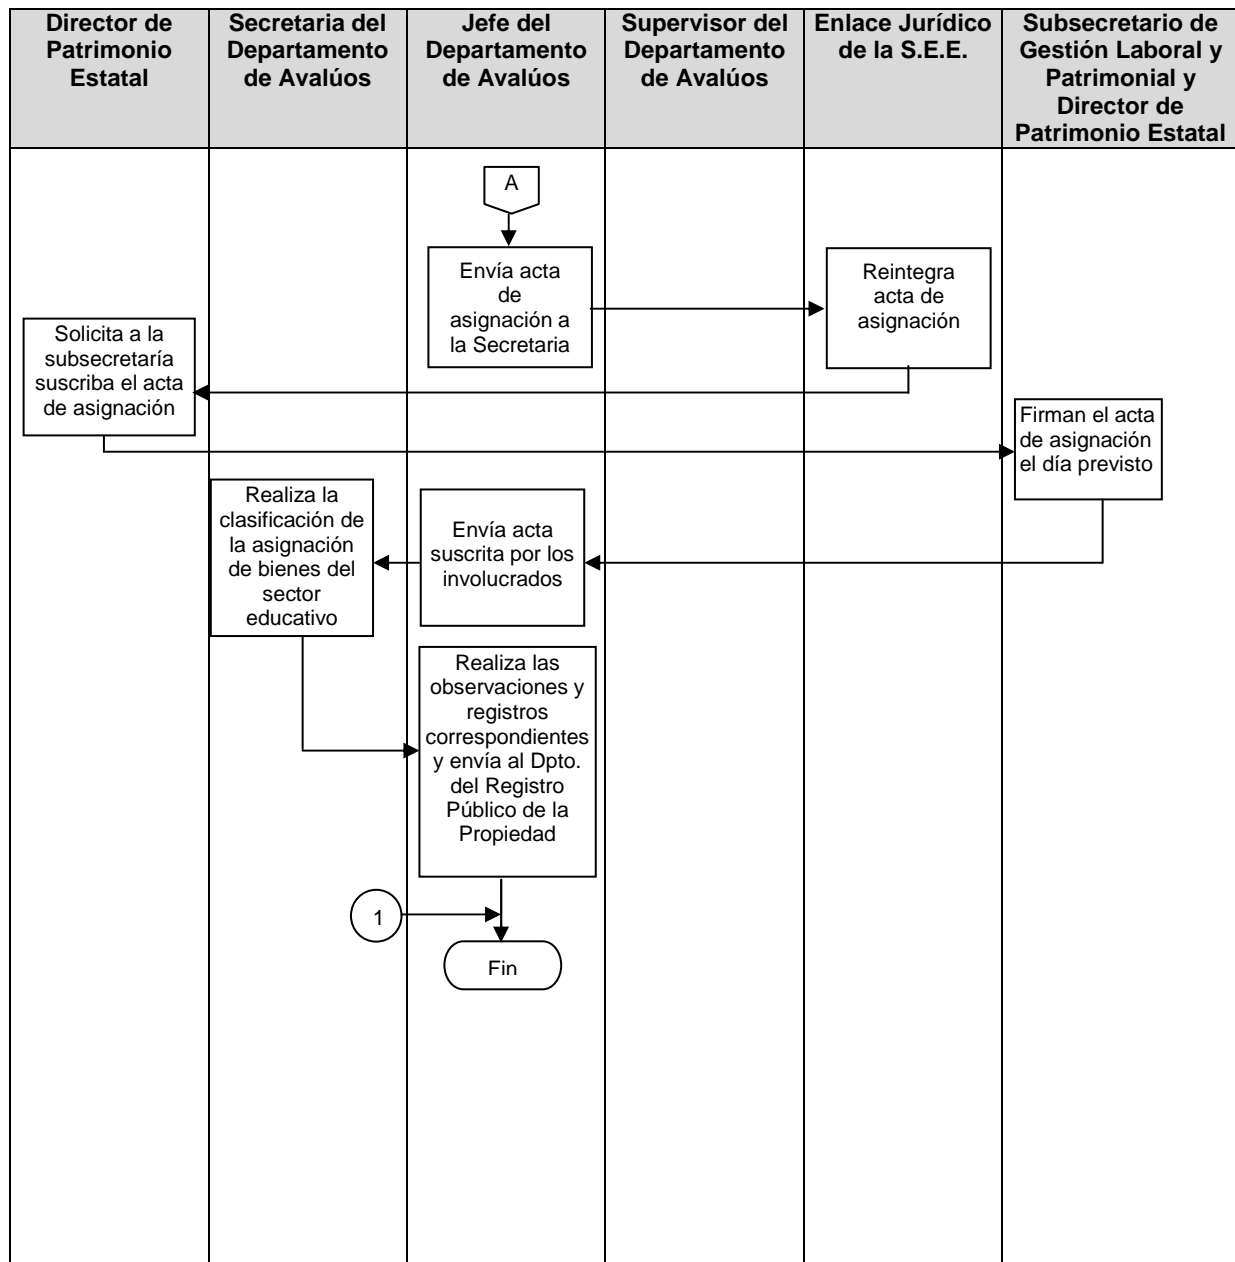 Director de
Patrimonio
Estatal
Secretaria del
Departamento
de Avalúos
Jefe del
Departamento
de Avalúos
Supervisor del
Departamento
de Avalúos
Enlace Jurídico
de la S.E.E.
Subsecretario de
Gestión Laboral y
Patrimonial y
Director de
Patrimonio Estatal
A
Envía acta
de
asignación a
la Secretaria
Reintegra
acta de
asignación
Solicita a la
subsecretaría
suscriba el acta
de asignación
Firman el acta
de asignación
el día previsto
Envía acta
suscrita por los
involucrados
Realiza la
clasificación de
la asignación
de bienes del
sector
educativo
Realiza las
observaciones y
registros
correspondientes
y envía al Dpto.
del Registro
Público de la
Propiedad
1
Fin